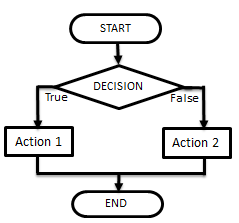 START
DECISION
True
False
Action 1
Action 2
END